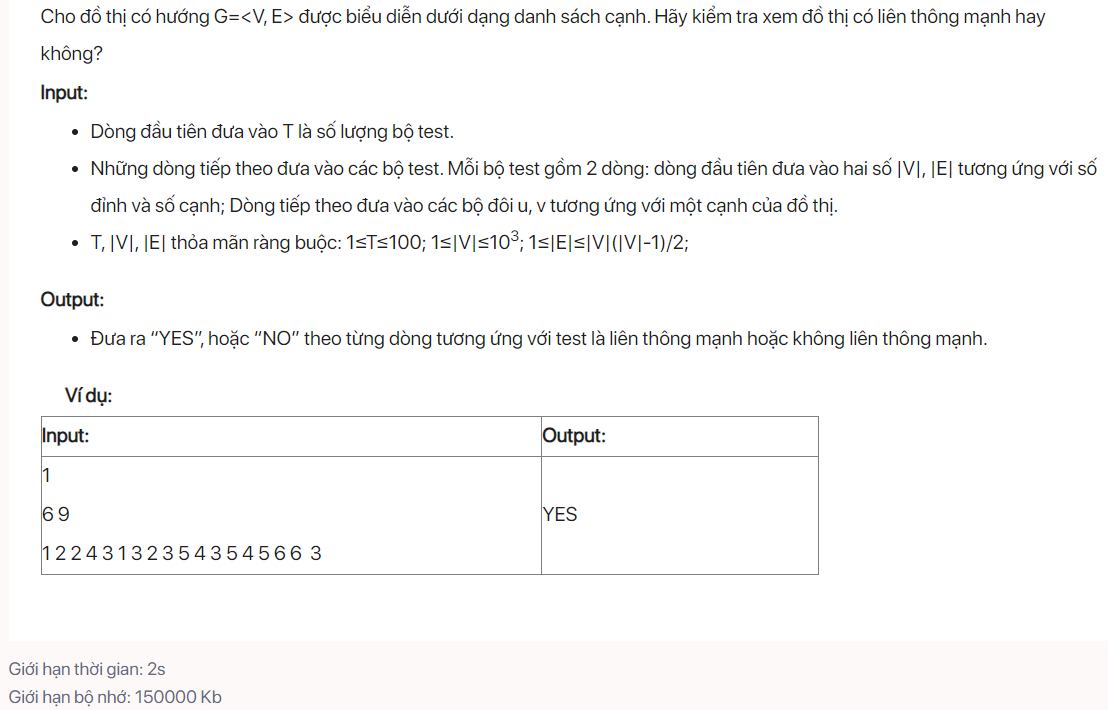 Cho đồ thị có hướng G=<V, E> được biểu diễn dưới dạng danh sách cạnh. Hãy kiểm tra xem đồ thị có liên thông mạnh hay
không?
Input:
• Dòng đầu tiên đưa vào T là số lượng bộ test.
• Những dòng tiếp theo đưa vào các bộ test. Mỗi bộ test gồm 2 dòng: dòng đầu tiên đưa vào hai số |V|, |E| tương ứng với số
đỉnh và số cạnh; Dòng tiếp theo đưa vào các bộ đôi u, v tương ứng với một cạnh của đồ thị.
• T, |V|, |E| thỏa mãn ràng buộc: 1≤T≤100; 1≤|V|≤10³; 1≤|E|≤|V|(|V|-1)/2;
Output:
• Đưa ra “YES”, hoặc “NO” theo từng dòng tương ứng với test là liên thông mạnh hoặc không liên thông mạnh.
Ví dụ:
Input: Output:
1
6 9
YES
1 2 2 4 3 1 3 2 3 5 4 3 5 4 5 6 6 3
Giới hạn thời gian: 2s
Giới hạn bộ nhớ: 150000 Kb